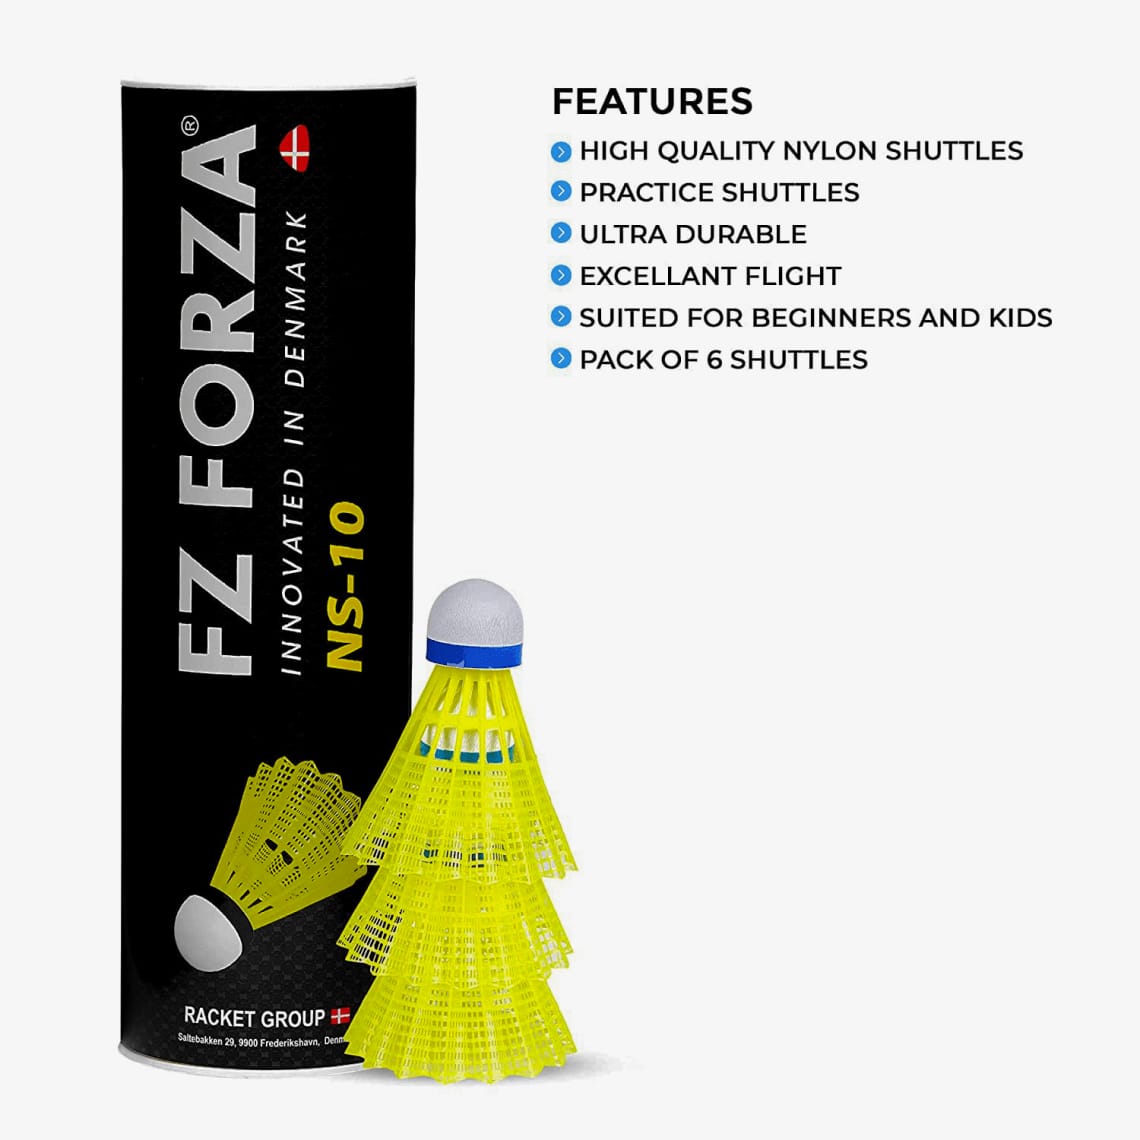 FZ FORZA®
INNOVATED IN DENMARK
NS-10
RACKET GROUP
Saltebakken 29, 9900 Frederikshavn,
FEATURES
HIGH QUALITY NYLON SHUTTLES
PRACTICE SHUTTLES
ULTRA DURABLE
EXCELLANT FLIGHT
SUITED FOR BEGINNERS AND KIDS
PACK OF 6 SHUTTLES